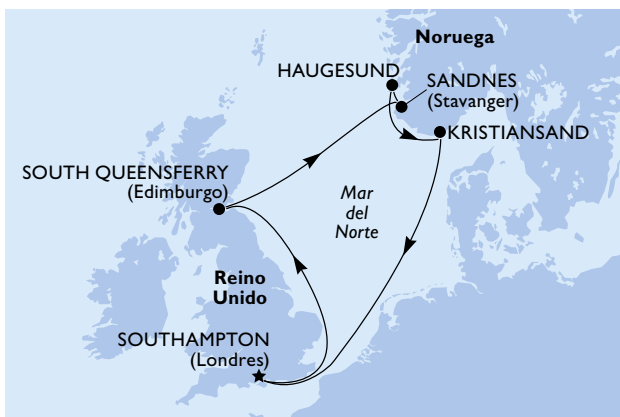 Noruega
HAUGESUND
SANDNES
(Stavanger)
KRISTIANSAND
SOUTH QUEENSFERRY
(Edimburgo)
Mar
del
Norte
Reino
Unido
SOUTHAMPTON
(Londres)